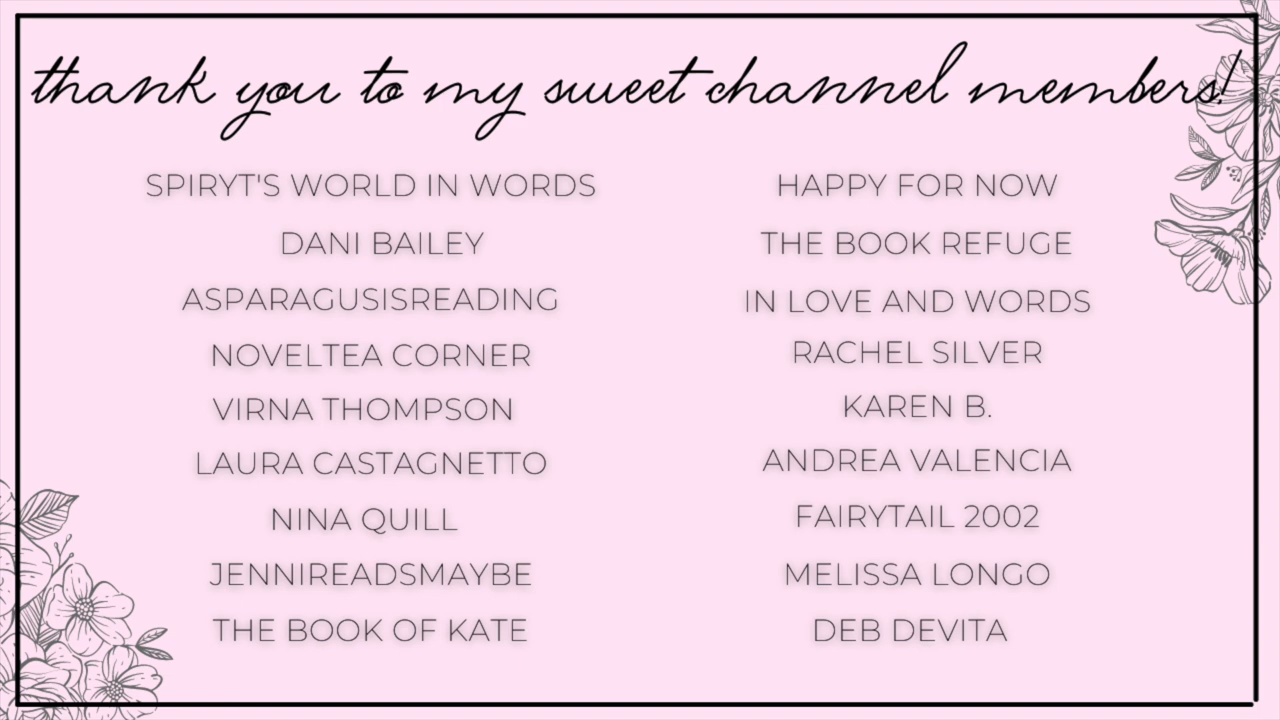 thank you to my sweet channel members!
SPIRYT'S WORLD IN WORDS
DANI BAILEY
ASPARAGUSISREADING
NOVELTEA CORNER
VIRNA THOMPSON
LAURA CASTAGNETTO
NINA QUILL
JENNIREADSMAYBE
THE BOOK OF KATE
HAPPY FOR NOW
THE BOOK REFUGE
IN LOVE AND WORDS
RACHEL SILVER
KAREN B.
ANDREA VALENCIA
FAIRYTAIL 2002
MELISSA LONGO
DEB DEVITA